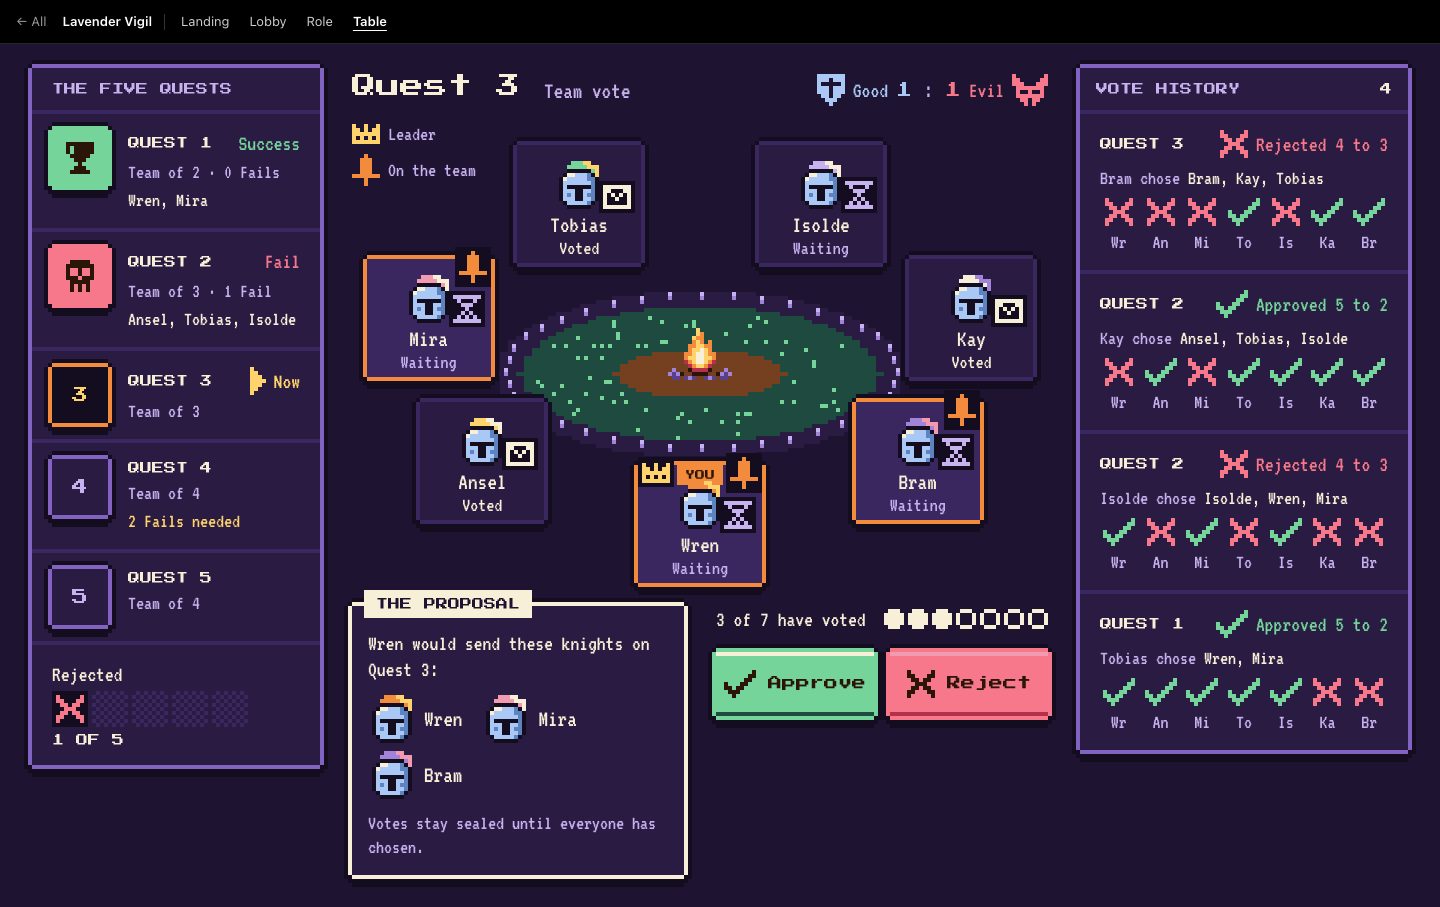 ← All Lavender Vigil Landing Lobby Role Table
THE FIVE QUESTS
QUEST 1 Success
Team of 2 · 0 Fails
Wren, Mira
QUEST 2 Fail
Team of 3 · 1 Fail
Ansel, Tobias, Isolde
3 QUEST 3 Now
Team of 3
4 QUEST 4
Team of 4
2 Fails needed
5 QUEST 5
Team of 4
Rejected
1 OF 5
Quest 3 Team vote
Good 1 : 1 Evil
Leader
On the team
Tobias
Voted
Isolde
Waiting
Mira
Waiting
Kay
Voted
Ansel
Voted
Bram
Waiting
YOU
Wren
Waiting
THE PROPOSAL
Wren would send these knights on
Quest 3:
Wren Mira
Bram
Votes stay sealed until everyone has
chosen.
3 of 7 have voted
Approve Reject
VOTE HISTORY 4
QUEST 3 Rejected 4 to 3
Bram chose Bram, Kay, Tobias
Wr An Mi To Is Ka Br
QUEST 2 Approved 5 to 2
Kay chose Ansel, Tobias, Isolde
Wr An Mi To Is Ka Br
QUEST 2 Rejected 4 to 3
Isolde chose Isolde, Wren, Mira
Wr An Mi To Is Ka Br
QUEST 1 Approved 5 to 2
Tobias chose Wren, Mira
Wr An Mi To Is Ka Br